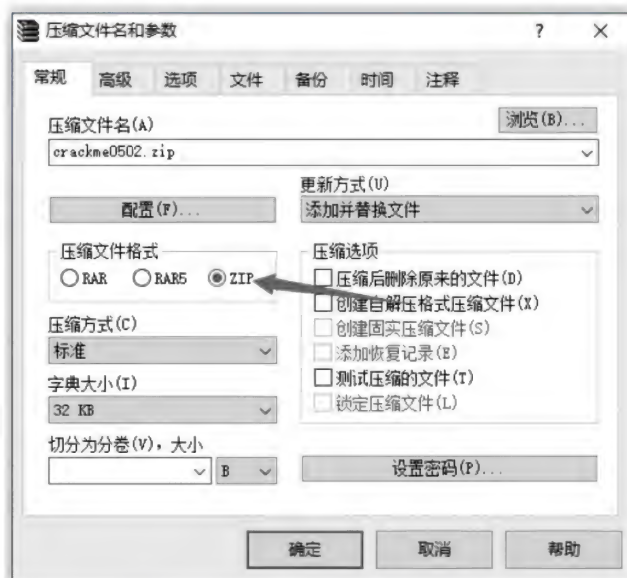 压缩文件名和参数 ? ×
常规 高级 选项 文件 备份 时间 注释
压缩文件名(A) 浏览(B)...
crackme0502.zip
更新方式(U)
配置(F)... 添加并替换文件
压缩文件格式
RAR RAR5 ZIP
压缩选项
压缩后删除原来的文件(D)
创建自解压格式压缩文件(X)
创建固实压缩文件(S)
添加恢复记录(E)
测试压缩的文件(T)
锁定压缩文件(L)
压缩方式(C)
标准
字典大小(I)
32 KB
切分为分卷(V)，大小
B 设置密码(P)...
确定 取消 帮助